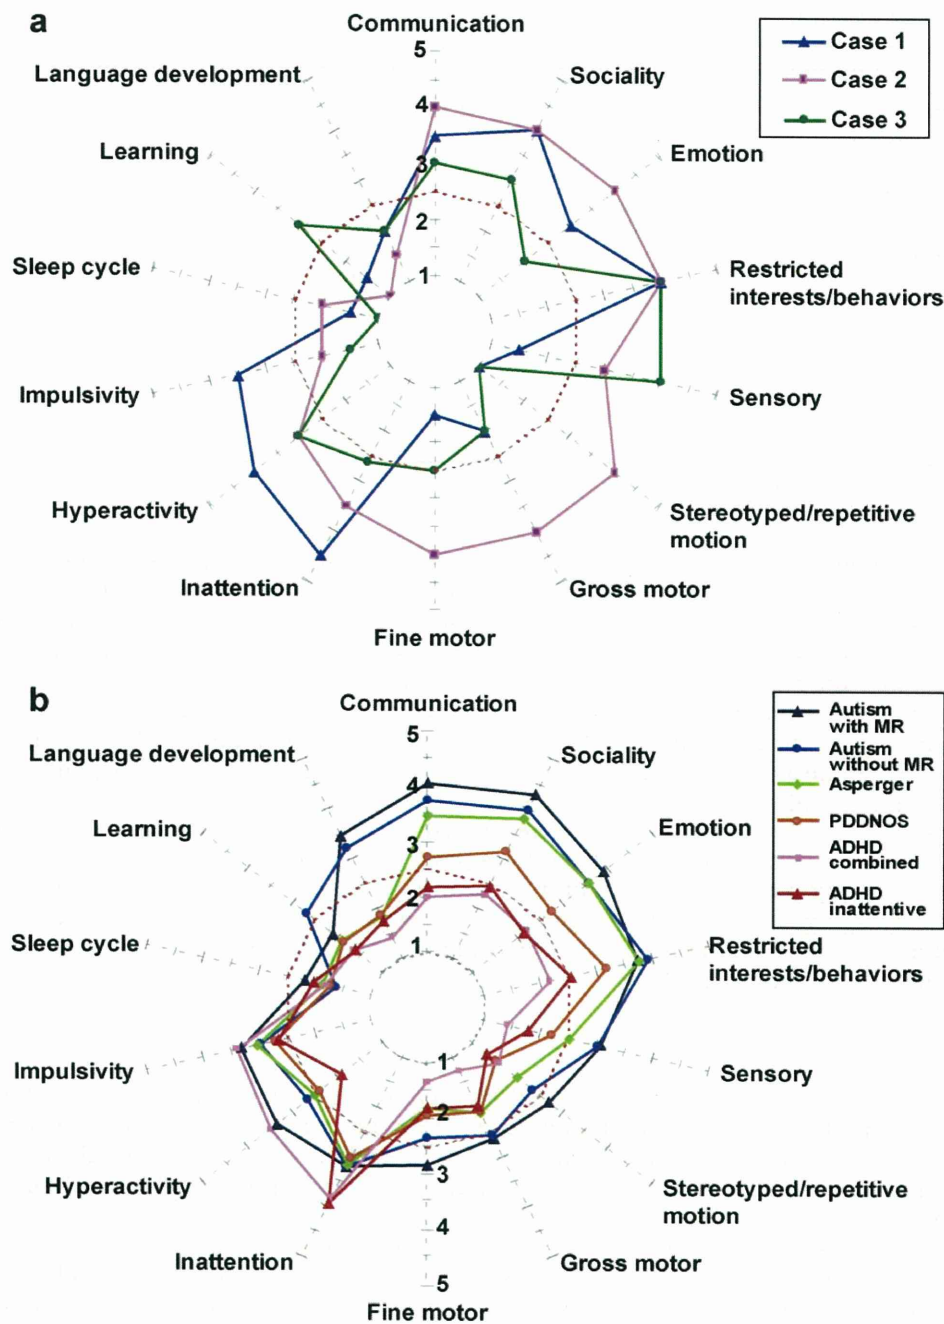 a
Communication
5
4
3
2
1
Language development
Sociality
Learning
Emotion
Sleep cycle
Restricted
interests/behaviors
Impulsivity
Sensory
Hyperactivity
Stereotyped/repetitive
motion
Inattention
Gross motor
Fine motor
Case 1
Case 2
Case 3
b
Communication
5
4
3
2
1
Language development
Sociality
Learning
Emotion
Sleep cycle
Restricted
interests/behaviors
Impulsivity
Sensory
Hyperactivity
Stereotyped/repetitive
motion
Inattention
Gross motor
1
2
3
4
5
Fine motor
Autism
with MR
Autism
without MR
Asperger
PDDNOS
ADHD
combined
ADHD
inattentive